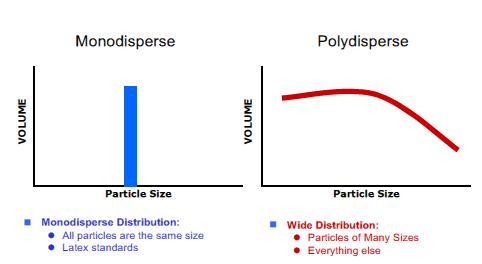 Monodisperse
VOLUME
Particle Size
Monodisperse Distribution:
All particles are the same size
Latex standards
Polydisperse
VOLUME
Particle Size
Wide Distribution:
Particles of Many Sizes
Everything else